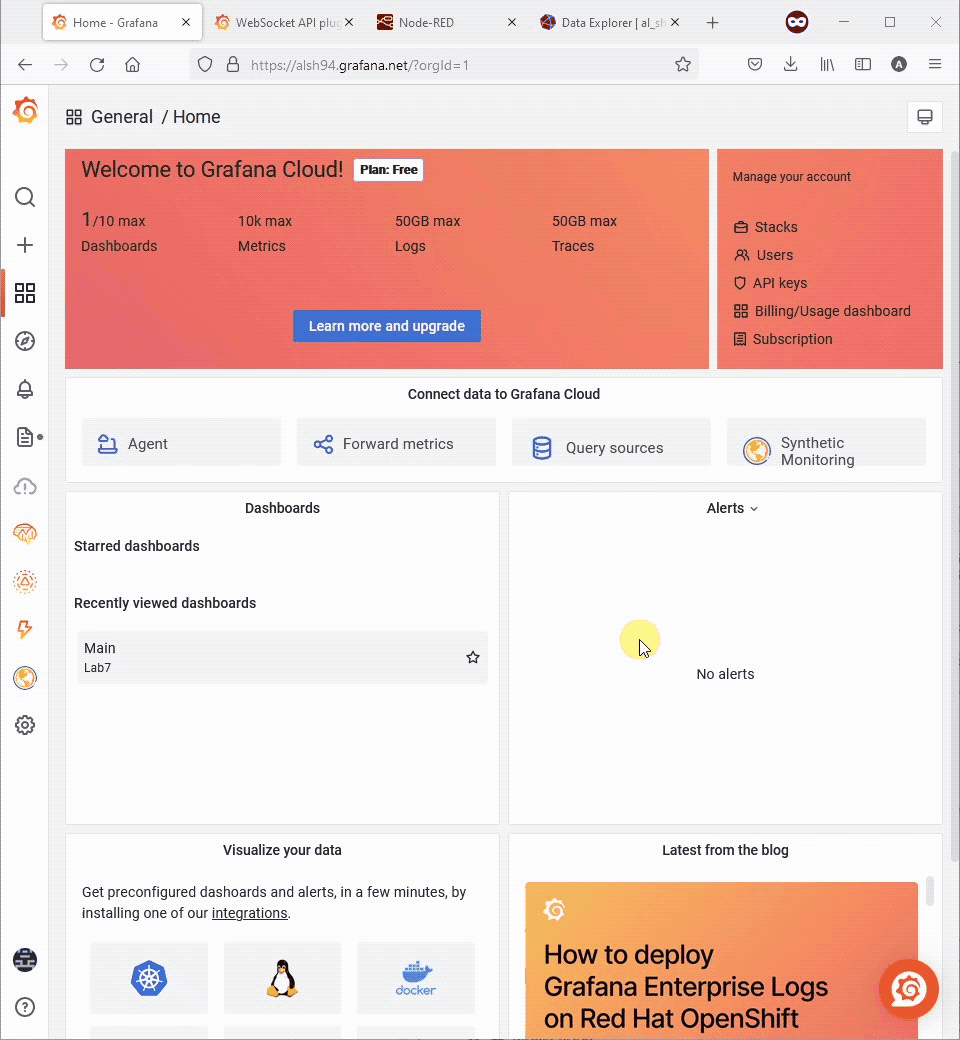 Home - Grafana
WebSocket API plug
Node-RED
Data Explorer | al_sh
https://alsh94.grafana.net/?orgId=1
A
General / Home
Welcome to Grafana Cloud! Plan: Free
1/10 max
Dashboards
10k max
Metrics
50GB max
Logs
50GB max
Traces
Learn more and upgrade
Manage your account
Stacks
Users
API keys
Billing/Usage dashboard
Subscription
Connect data to Grafana Cloud
Agent
Forward metrics
Query sources
Synthetic
Monitoring
Dashboards
Starred dashboards
Recently viewed dashboards
Main
Lab7
Alerts
No alerts
Visualize your data
Get preconfigured dashoards and alerts, in a few minutes, by
installing one of our integrations.
docker
Latest from the blog
How to deploy
Grafana Enterprise Logs
on Red Hat OpenShift